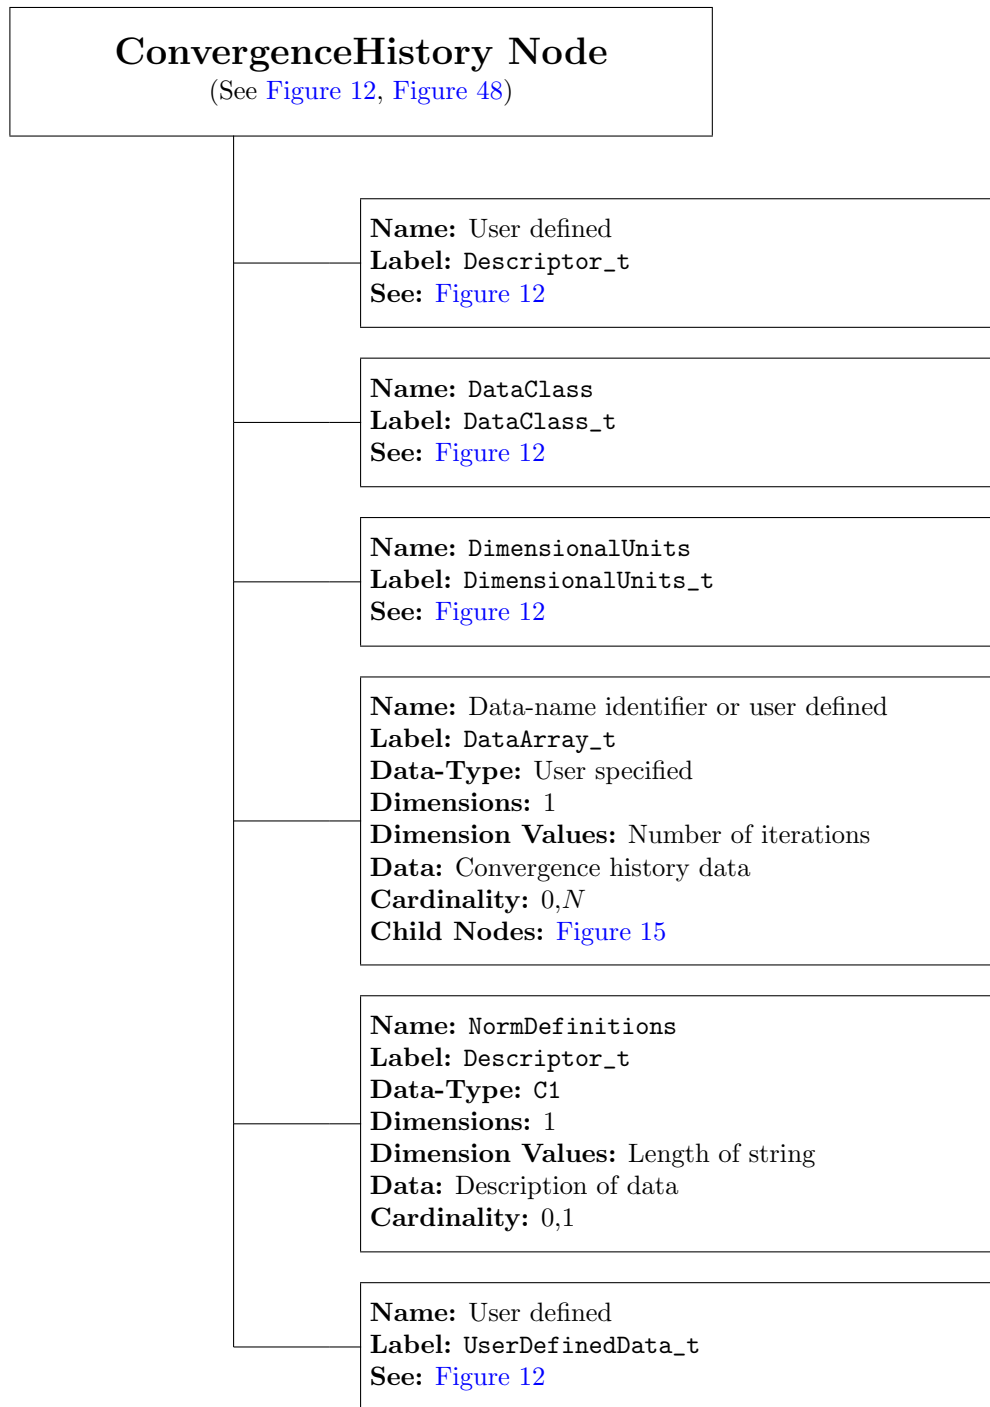 ConvergenceHistory Node
(See Figure 12, Figure 48)
Name: User defined
Label: Descriptor_t
See: Figure 12
Name: DataClass
Label: DataClass_t
See: Figure 12
Name: DimensionalUnits
Label: DimensionalUnits_t
See: Figure 12
Name: Data-name identifier or user defined
Label: DataArray_t
Data-Type: User specified
Dimensions: 1
Dimension Values: Number of iterations
Data: Convergence history data
Cardinality: 0,N
Child Nodes: Figure 15
Name: NormDefinitions
Label: Descriptor_t
Data-Type: C1
Dimensions: 1
Dimension Values: Length of string
Data: Description of data
Cardinality: 0,1
Name: User defined
Label: UserDefinedData_t
See: Figure 12